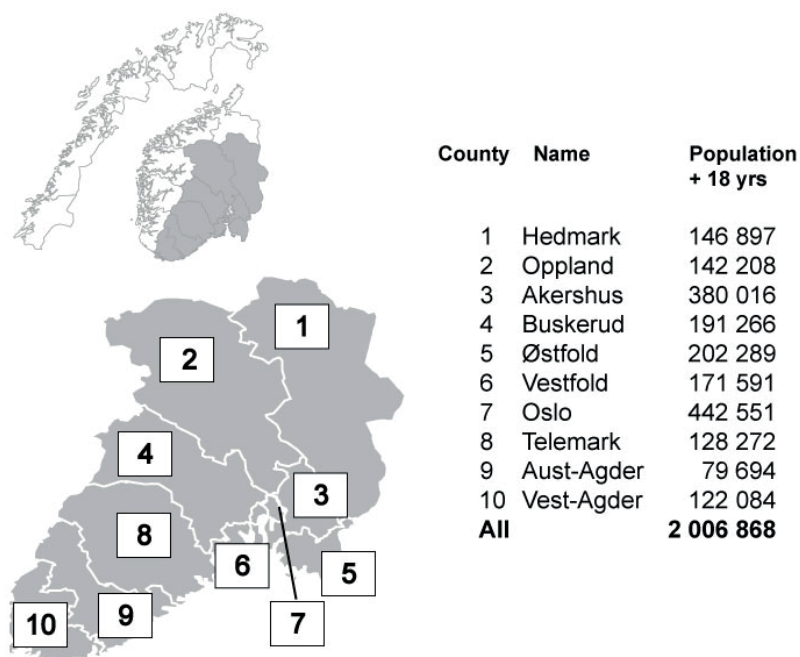 County Name Population
+ 18 yrs
1 Hedmark 146 897
2 Oppland 142 208
3 Akershus 380 016
4 Buskerud 191 266
5 Østfold 202 289
6 Vestfold 171 591
7 Oslo 442 551
8 Telemark 128 272
9 Aust-Agder 79 694
10 Vest-Agder 122 084
All 2 006 868
1
2
4
3
8
6
5
9
10
7